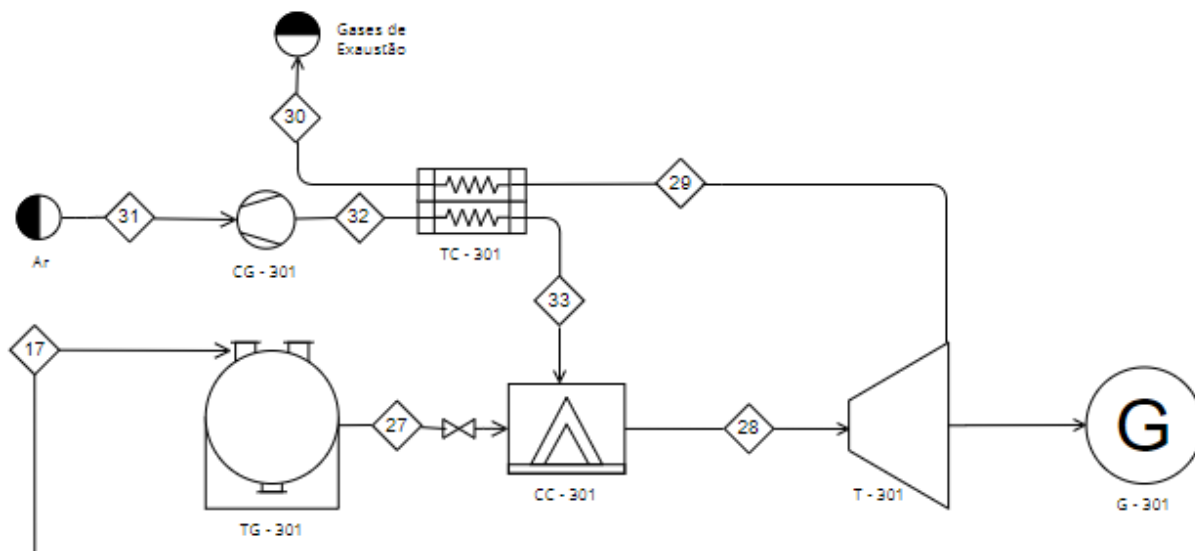 Gases de
Exaustão
30
29
31
32
Ar
CG - 301
TC - 301
33
17
27
28
G
TG - 301
CC - 301
T - 301
G - 301